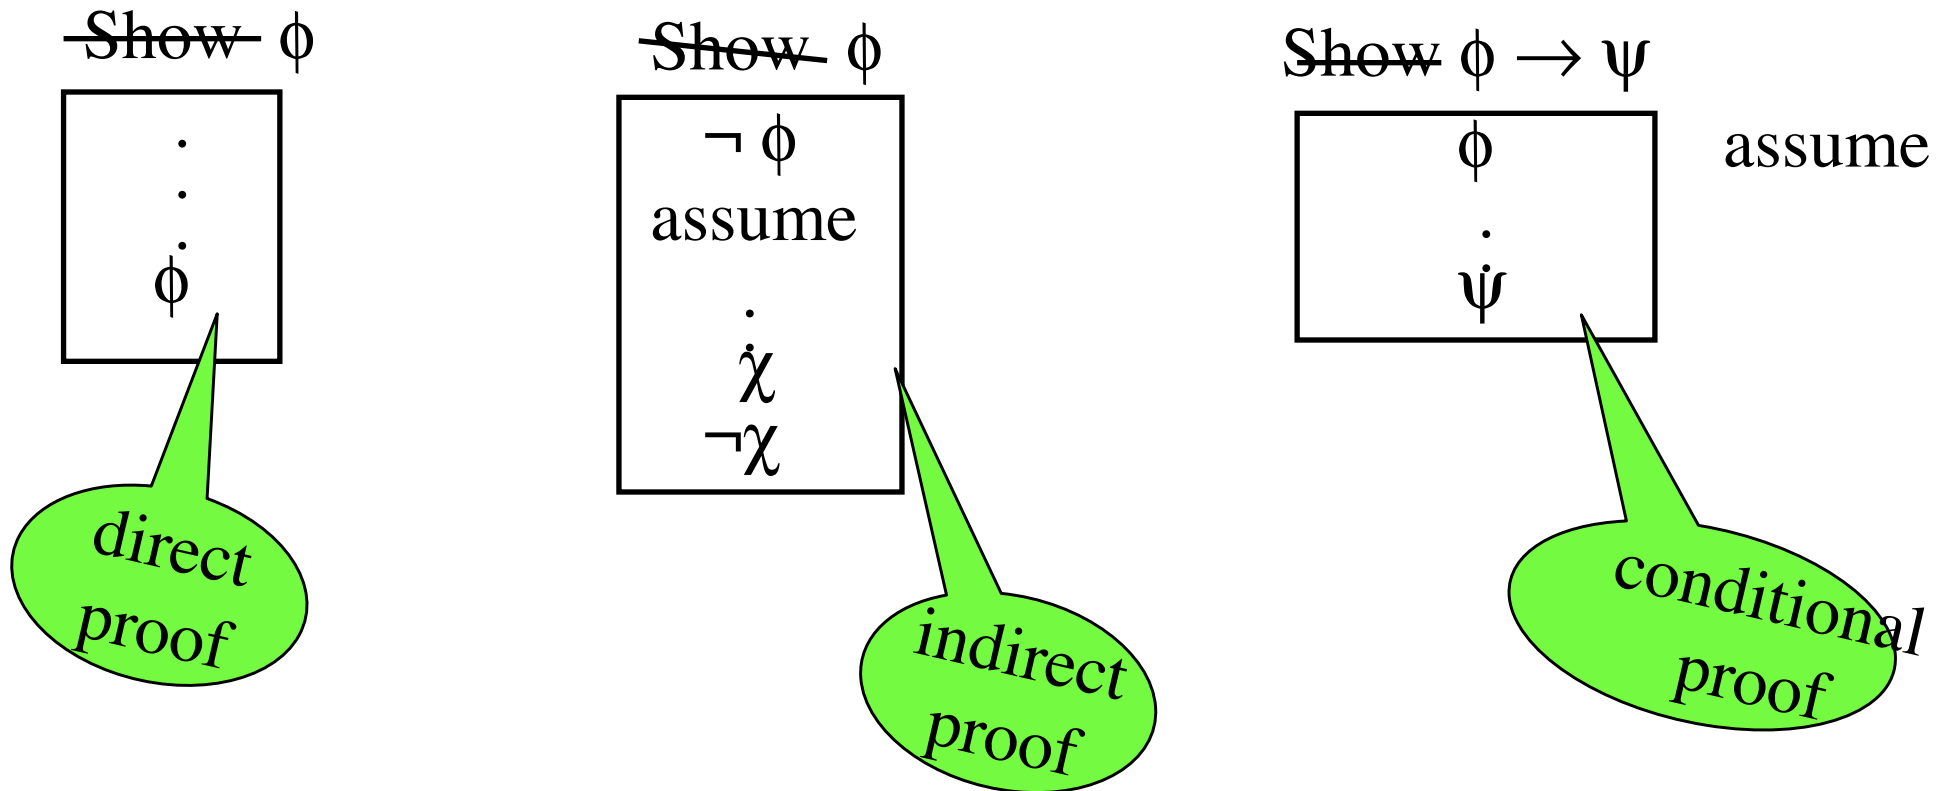 Show ϕ
.
.
.
ϕ
direct
proof
Show ϕ
¬ ϕ
assume
.
.
χ
¬χ
indirect
proof
Show ϕ → ψ
ϕ assume
.
.
ψ
conditional
proof